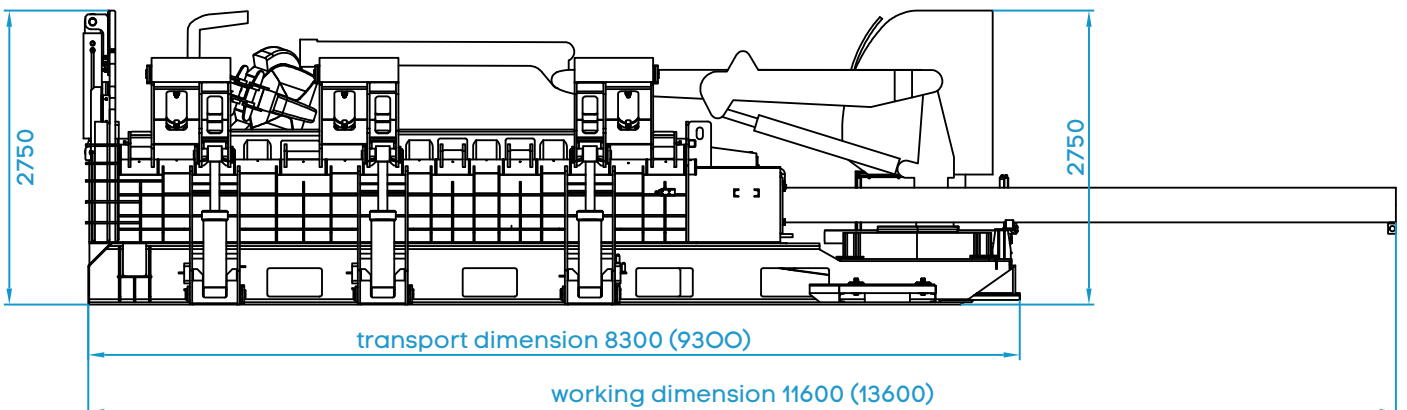 2750
2750
transport dimension 8300 (9300)
working dimension 11600 (13600)